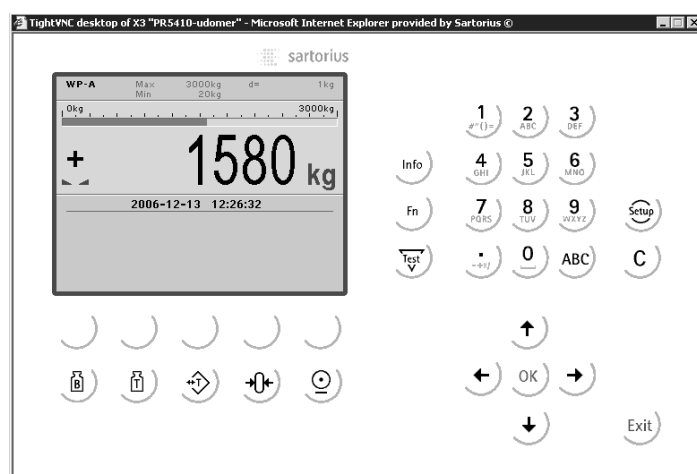 TightVNC desktop of X3 "PR5410-udomer" - Microsoft Internet Explorer provided by Sartorius ©
sartorius
WP-A Max 3000kg d= 1kg
Min 20kg
0kg 3000kg
+ 1580 kg
2006-12-13 12:26:32
1 2 3
ABC DEF
Info 4 5 6
GHI JKL MNO
Fn 7 8 9 Setup
PQRS TUV WXYZ
Test . 0 ABC C
B T T 0
OK
Exit